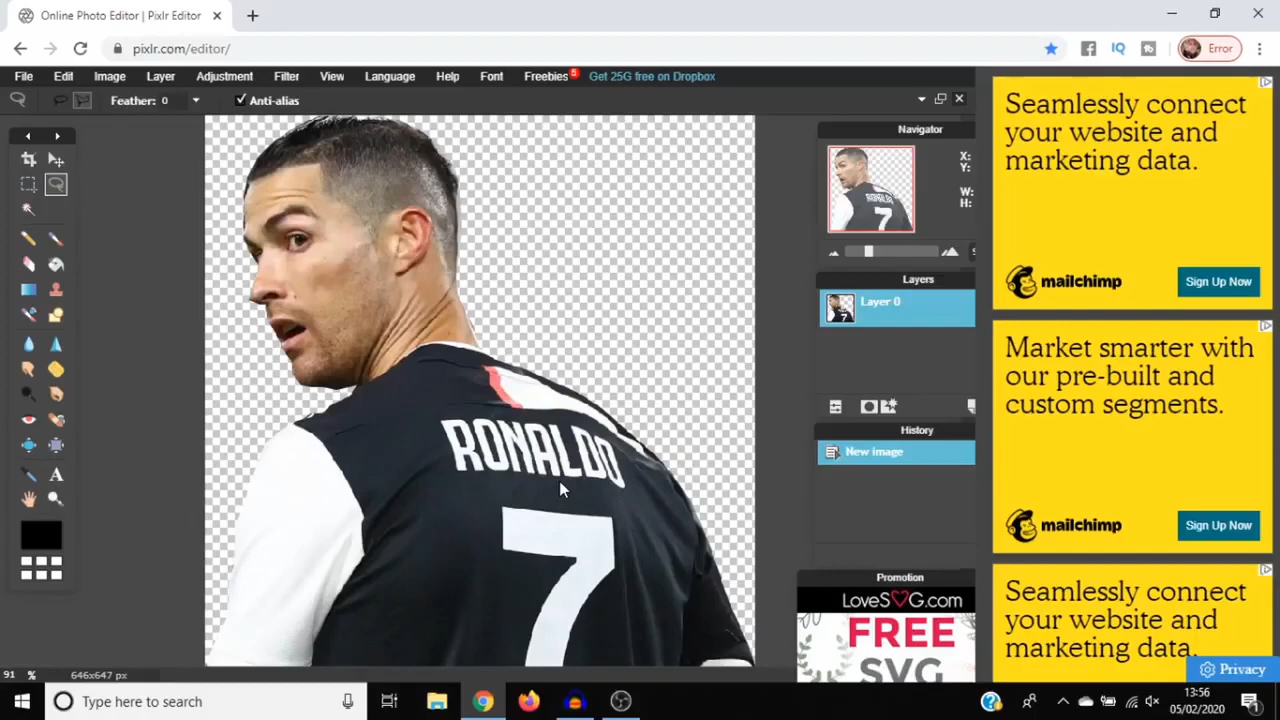 Online Photo Editor | Pixlr Editor
pixlr.com/editor/
Error
File Edit Image Layer Adjustment Filter View Language Help Font Freebies Get 25G free on Dropbox
Feather: 0 Anti-alias
Navigator
X:
Y:
W:
H:
Layers
Layer 0
History
New image
RONALDO
7
Promotion
LoveSVG.com
FREE
SVG
Seamlessly connect
your website and
marketing data.
mailchimp Sign Up Now
Market smarter with
our pre-built and
custom segments.
mailchimp Sign Up Now
Seamlessly connect
your website and
marketing data.
Privacy
91 % 646x647 px
Type here to search
13:56
05/02/2020